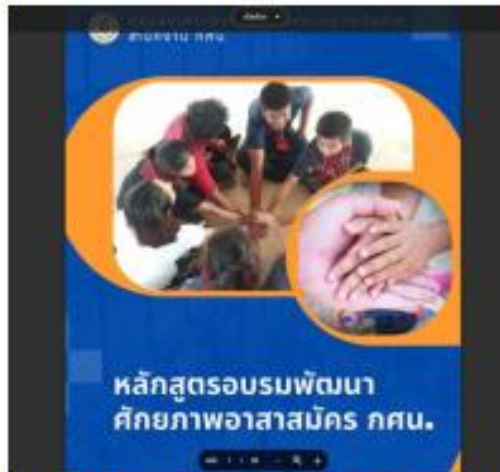 สำนักงาน กศน.
หลักสูตรอบรมพัฒนา
ศักยภาพอาสาสมัคร กศน.